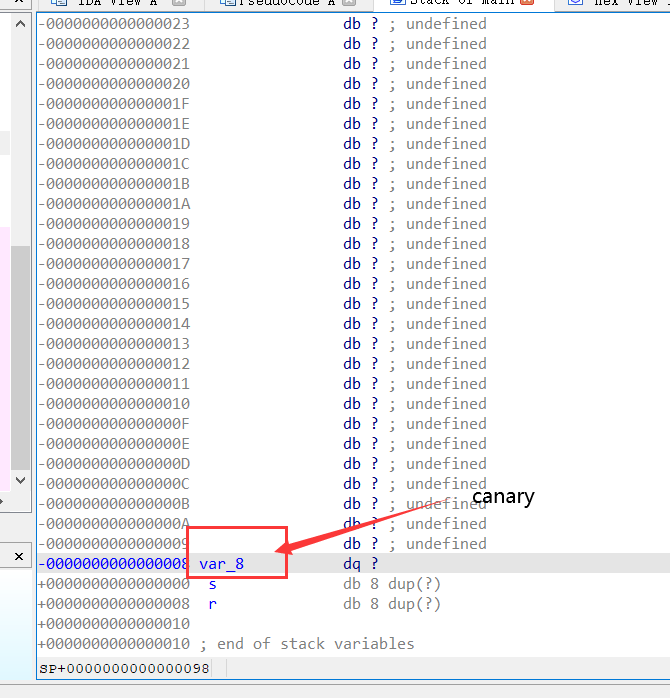 IDA View A Pseudocode A Stack of main Hex View
-0000000000000023 db ? ; undefined
-0000000000000022 db ? ; undefined
-0000000000000021 db ? ; undefined
-0000000000000020 db ? ; undefined
-000000000000001F db ? ; undefined
-000000000000001E db ? ; undefined
-000000000000001D db ? ; undefined
-000000000000001C db ? ; undefined
-000000000000001B db ? ; undefined
-000000000000001A db ? ; undefined
-0000000000000019 db ? ; undefined
-0000000000000018 db ? ; undefined
-0000000000000017 db ? ; undefined
-0000000000000016 db ? ; undefined
-0000000000000015 db ? ; undefined
-0000000000000014 db ? ; undefined
-0000000000000013 db ? ; undefined
-0000000000000012 db ? ; undefined
-0000000000000011 db ? ; undefined
-0000000000000010 db ? ; undefined
-000000000000000F db ? ; undefined
-000000000000000E db ? ; undefined
-000000000000000D db ? ; undefined
-000000000000000C db ? ; undefined
-000000000000000B db ? ; undefined
canary
-000000000000000A db ? ; undefined
-0000000000000009 db ? ; undefined
-0000000000000008 var_8 dq ?
+0000000000000000 s db 8 dup(?)
+0000000000000008 r db 8 dup(?)
+0000000000000010
+0000000000000010 ; end of stack variables
SP+0000000000000098